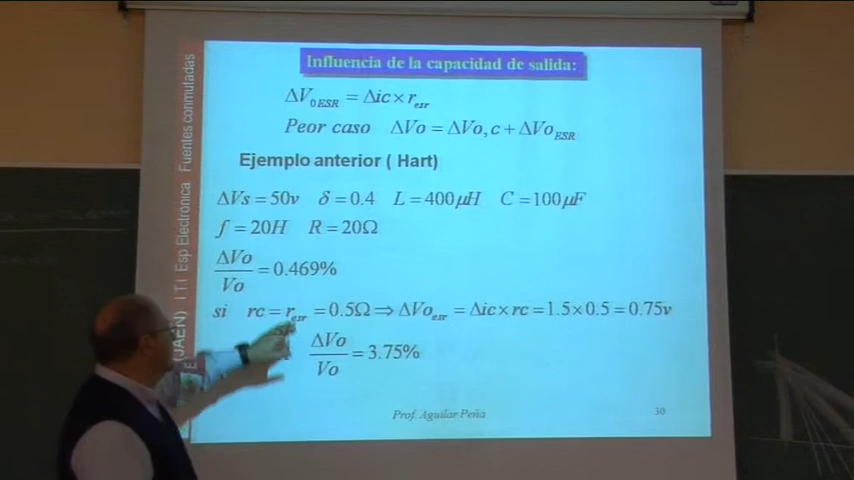 Influencia de la capacidad de salida:
ΔV0ESR = Δic × resr
Peor caso ΔVo = ΔVo,c + ΔVoESR
Ejemplo anterior ( Hart)
ΔVs = 50v δ = 0.4 L = 400μH C = 100μF
f = 20H R = 20Ω
ΔVo/Vo = 0.469%
si rc = resr = 0.5Ω ⇒ ΔVoesr = Δic × rc = 1.5 × 0.5 = 0.75v
ΔVo/Vo = 3.75%
Prof. Aguilar Peña 30
(JAEN) I T I Esp Electronica Fuentes conmutadas